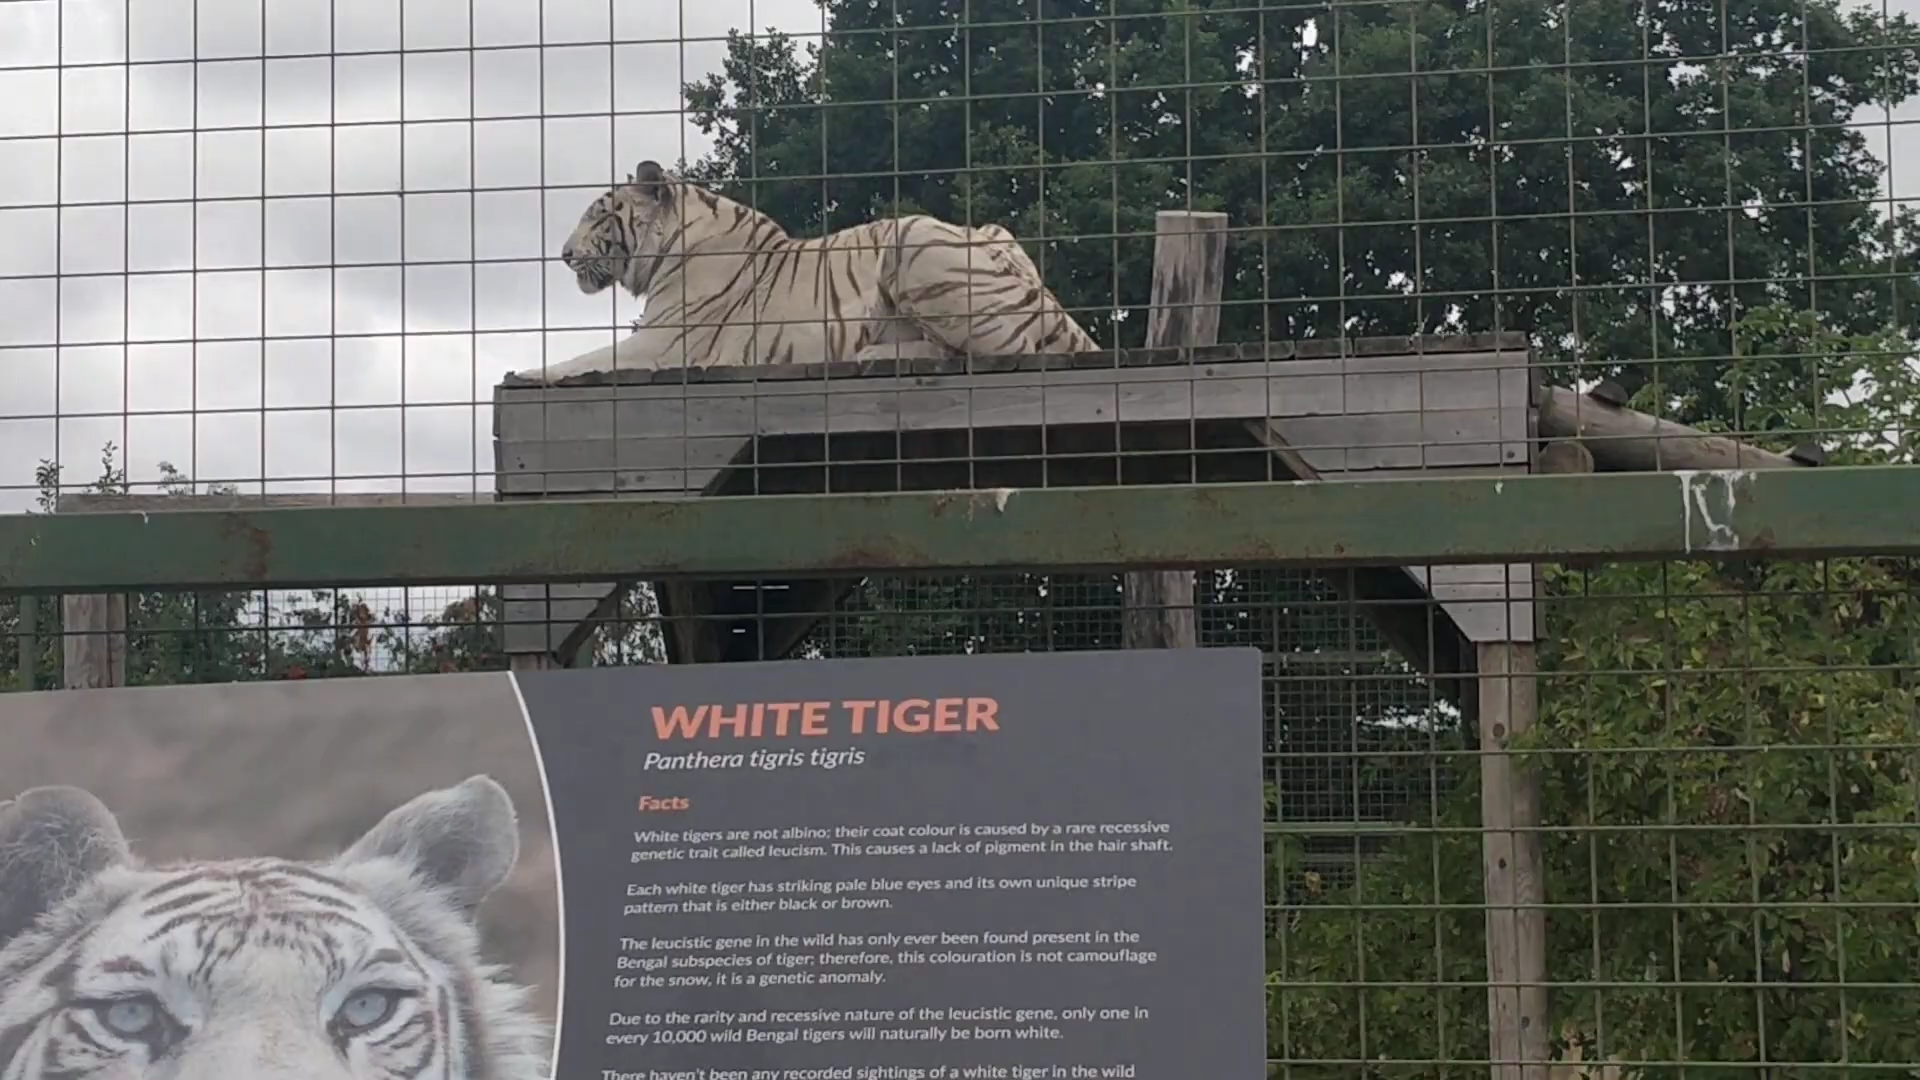 WHITE TIGER
Panthera tigris tigris
Facts
White tigers are not albino; their coat colour is caused by a rare recessive
genetic trait called leucism. This causes a lack of pigment in the hair shaft.
Each white tiger has striking pale blue eyes and its own unique stripe
pattern that is either black or brown.
The leucistic gene in the wild has only ever been found present in the
Bengal subspecies of tiger; therefore, this colouration is not camouflage
for the snow, it is a genetic anomaly.
Due to the rarity and recessive nature of the leucistic gene, only one in
every 10,000 wild Bengal tigers will naturally be born white.
There haven't been any recorded sightings of a white tiger in the wild